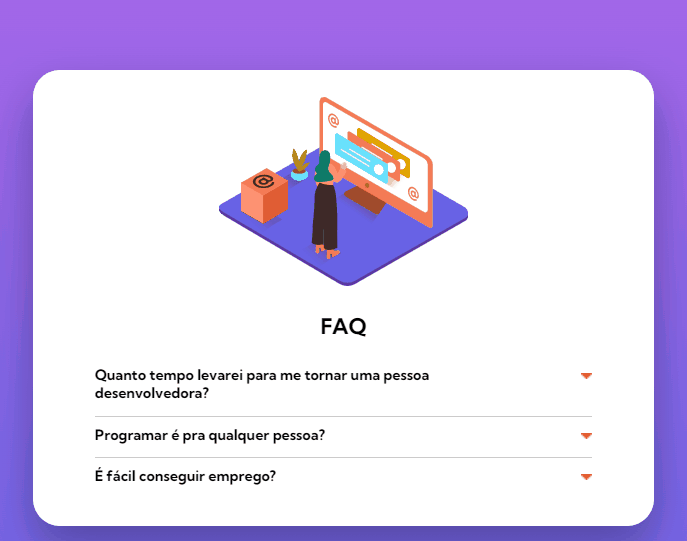 @
@
@
FAQ
Quanto tempo levarei para me tornar uma pessoa
desenvolvedora?
Programar é pra qualquer pessoa?
É fácil conseguir emprego?